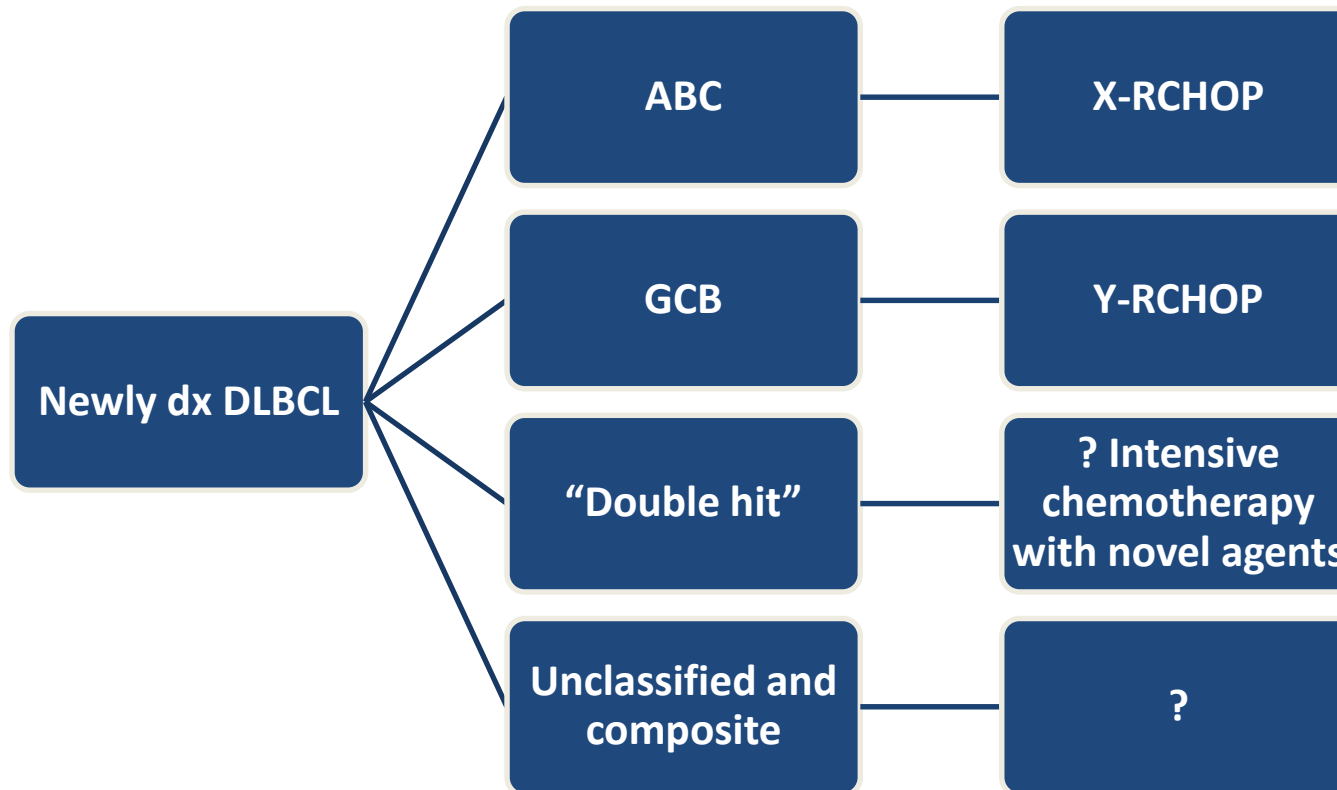 ABC
X-RCHOP
GCB
Y-RCHOP
Newly dx DLBCL
“Double hit”
? Intensive
chemotherapy
with novel agents
Unclassified and
composite
?